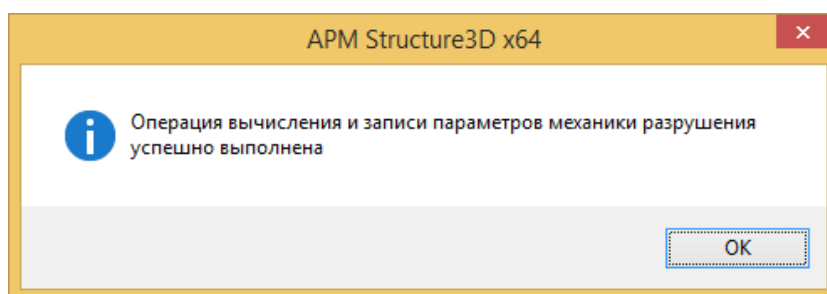 APM Structure3D x64
Операция вычисления и записи параметров механики разрушения
успешно выполнена
OK